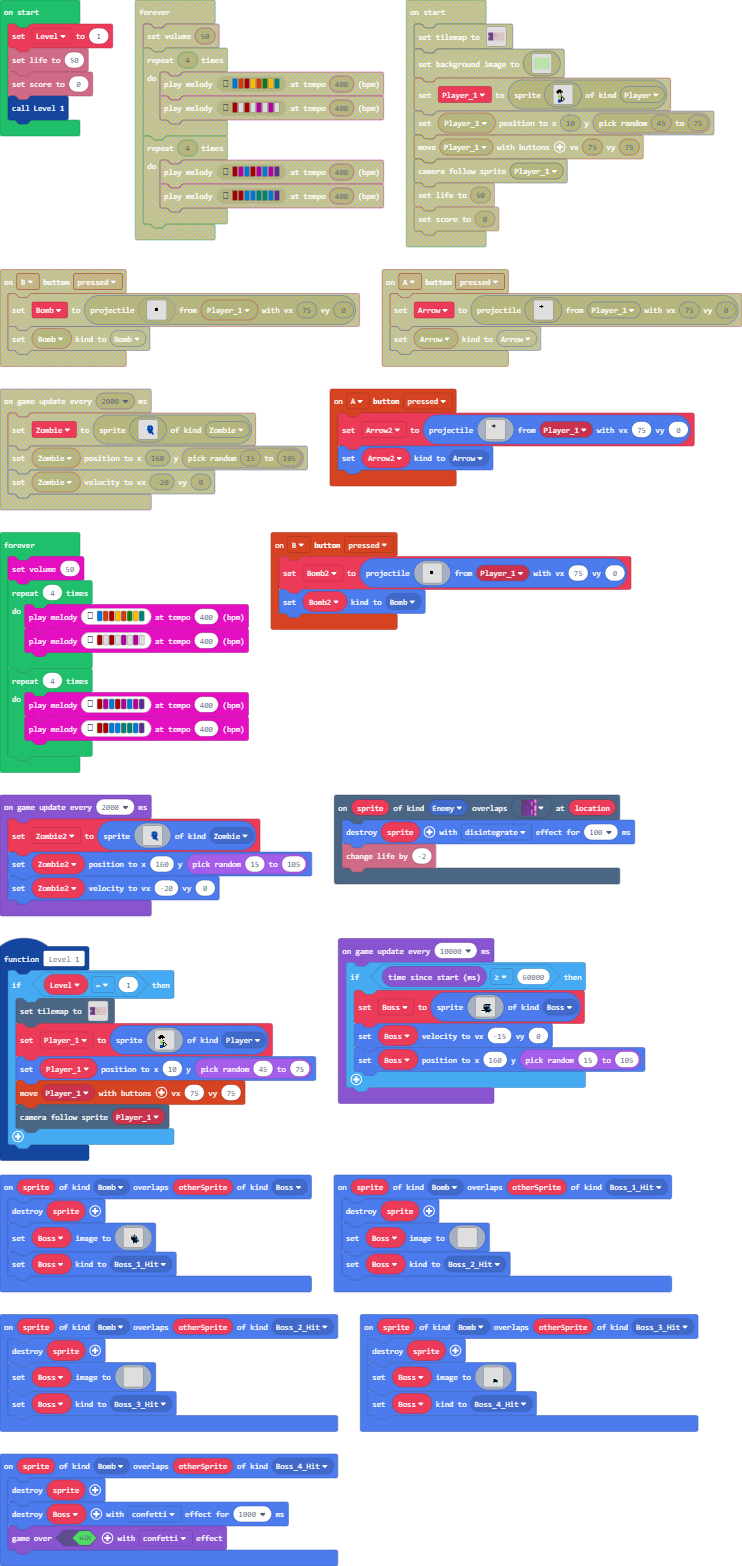 on start
set Level to 1
set life to 50
set score to 0
call Level 1
forever
set volume 50
repeat 4 times
do
play melody at tempo 400 (bpm)
play melody at tempo 400 (bpm)
repeat 4 times
do
play melody at tempo 400 (bpm)
play melody at tempo 400 (bpm)
on start
set tilemap to
set background image to
set Player_1 to sprite of kind Player
set Player_1 position to x 10 y pick random 45 to 75
move Player_1 with buttons vx 75 vy 75
camera follow sprite Player_1
set life to 50
set score to 0
on B button pressed
set Bomb to projectile from Player_1 with vx 75 vy 0
set Bomb kind to Bomb
on A button pressed
set Arrow to projectile from Player_1 with vx 75 vy 0
set Arrow kind to Arrow
on game update every 2000 ms
set Zombie to sprite of kind Zombie
set Zombie position to x 160 y pick random 15 to 105
set Zombie velocity to vx -20 vy 0
on A button pressed
set Arrow2 to projectile from Player_1 with vx 75 vy 0
set Arrow2 kind to Arrow
forever
set volume 50
repeat 4 times
do
play melody at tempo 400 (bpm)
play melody at tempo 400 (bpm)
repeat 4 times
do
play melody at tempo 400 (bpm)
play melody at tempo 400 (bpm)
on B button pressed
set Bomb2 to projectile from Player_1 with vx 75 vy 0
set Bomb2 kind to Bomb
on game update every 2000 ms
set Zombie2 to sprite of kind Zombie
set Zombie2 position to x 160 y pick random 15 to 105
set Zombie2 velocity to vx -20 vy 0
on sprite of kind Enemy overlaps at location
destroy sprite with disintegrate effect for 100 ms
change life by -2
function Level 1
if Level = 1 then
set tilemap to
set Player_1 to sprite of kind Player
set Player_1 position to x 10 y pick random 45 to 75
move Player_1 with buttons vx 75 vy 75
camera follow sprite Player_1
on game update every 10000 ms
if time since start (ms) ≥ 60000 then
set Boss to sprite of kind Boss
set Boss velocity to vx -15 vy 0
set Boss position to x 160 y pick random 15 to 105
on sprite of kind Bomb overlaps otherSprite of kind Boss
destroy sprite
set Boss image to
set Boss kind to Boss_1_Hit
on sprite of kind Bomb overlaps otherSprite of kind Boss_1_Hit
destroy sprite
set Boss image to
set Boss kind to Boss_2_Hit
on sprite of kind Bomb overlaps otherSprite of kind Boss_2_Hit
destroy sprite
set Boss image to
set Boss kind to Boss_3_Hit
on sprite of kind Bomb overlaps otherSprite of kind Boss_3_Hit
destroy sprite
set Boss image to
set Boss kind to Boss_4_Hit
on sprite of kind Bomb overlaps otherSprite of kind Boss_4_Hit
destroy sprite
destroy Boss with confetti effect for 1000 ms
game over WIN with confetti effect